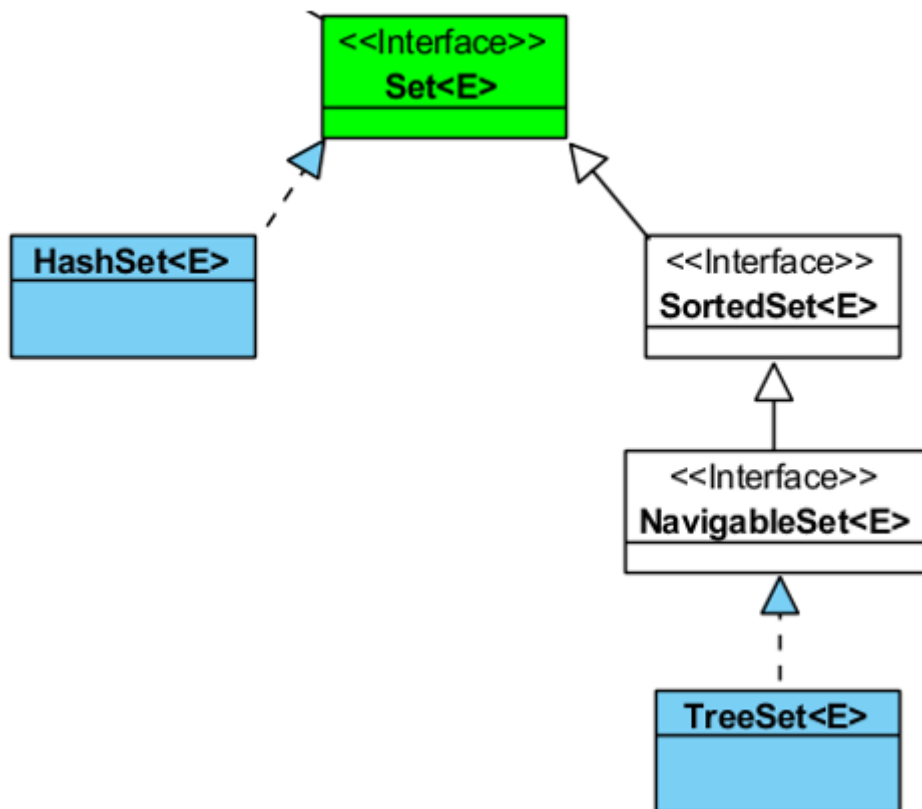 <<Interface>>
Set<E>
HashSet<E>
<<Interface>>
SortedSet<E>
<<Interface>>
NavigableSet<E>
TreeSet<E>